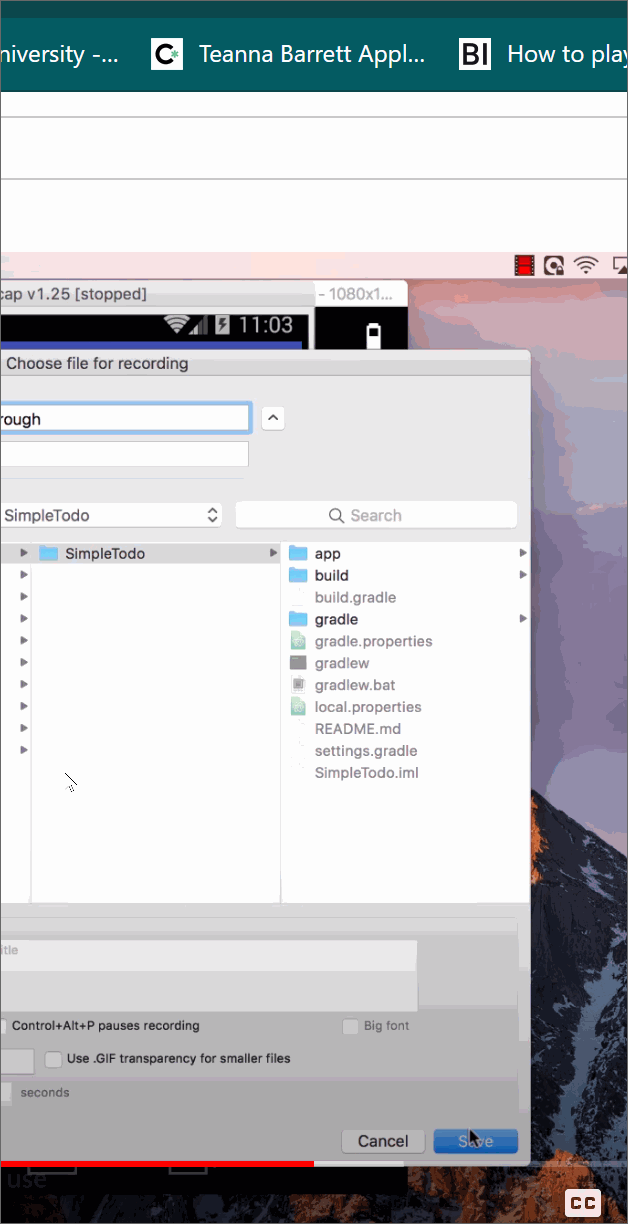 niversity -...
C Teanna Barrett Appl...
BI How to play
cap v1.25 [stopped]
- 1080x1...
11:03
Choose file for recording
rough
SimpleTodo
Search
SimpleTodo
app
build
build.gradle
gradle
gradle.properties
gradlew
gradlew.bat
local.properties
README.md
settings.gradle
SimpleTodo.iml
itle
Control+Alt+P pauses recording
Big font
Use .GIF transparency for smaller files
seconds
Cancel
Save
use
CC